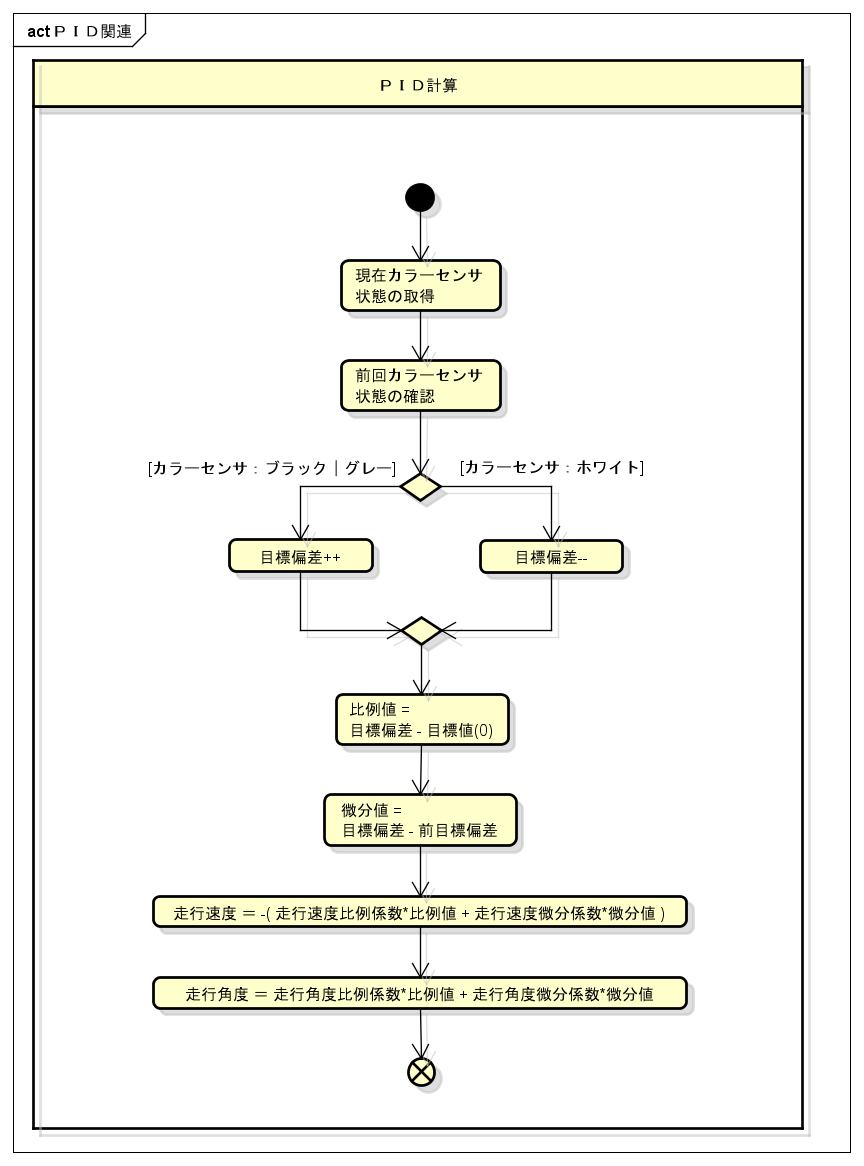 act ＰＩＤ関連
ＰＩＤ計算
現在カラーセンサ
状態の取得
前回カラーセンサ
状態の確認
[カラーセンサ：ブラック｜グレー]
[カラーセンサ：ホワイト]
目標偏差++
目標偏差--
比例値 =
目標偏差 - 目標値(0)
微分値 =
目標偏差 - 前目標偏差
走行速度 ＝ -( 走行速度比例係数*比例値 + 走行速度微分係数*微分値 )
走行角度 ＝ 走行角度比例係数*比例値 + 走行角度微分係数*微分値